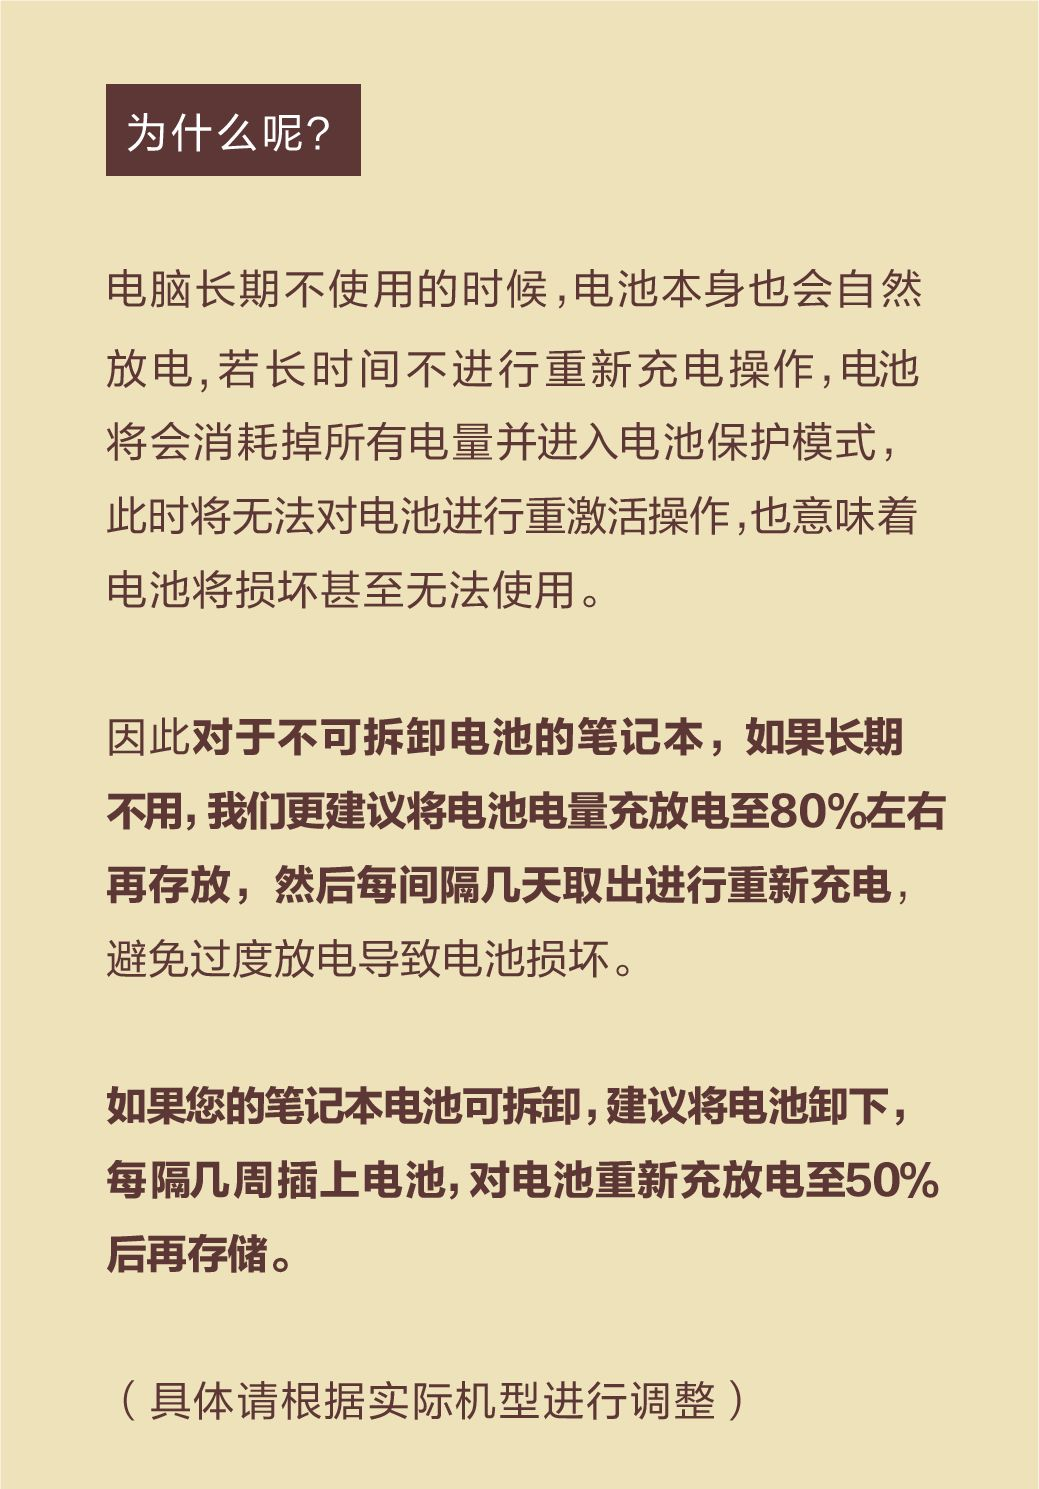 为什么呢？
电脑长期不使用的时候,电池本身也会自然
放电,若长时间不进行重新充电操作,电池
将会消耗掉所有电量并进入电池保护模式,
此时将无法对电池进行重激活操作,也意味着
电池将损坏甚至无法使用。
因此对于不可拆卸电池的笔记本，如果长期
不用,我们更建议将电池电量充放电至80%左右
再存放，然后每间隔几天取出进行重新充电,
避免过度放电导致电池损坏。
如果您的笔记本电池可拆卸,建议将电池卸下,
每隔几周插上电池,对电池重新充放电至50%
后再存储。
（具体请根据实际机型进行调整）